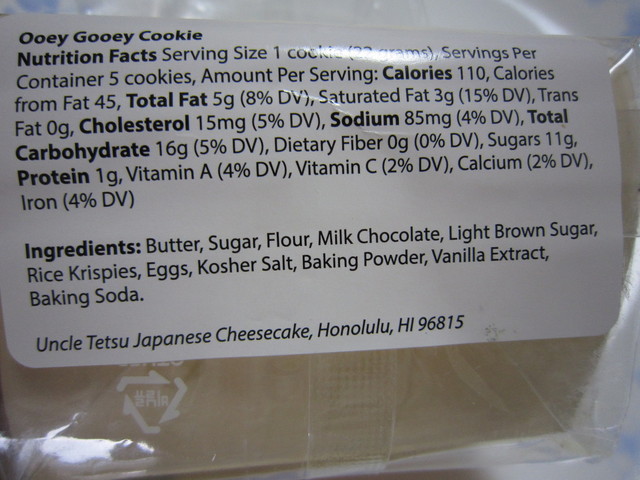 Ooey Gooey Cookie
Nutrition Facts Serving Size 1 cookie (23 grams), Servings Per
Container 5 cookies, Amount Per Serving: Calories 110, Calories
from Fat 45, Total Fat 5g (8% DV), Saturated Fat 3g (15% DV), Trans
Fat 0g, Cholesterol 15mg (5% DV), Sodium 85mg (4% DV), Total
Carbohydrate 16g (5% DV), Dietary Fiber 0g (0% DV), Sugars 11g,
Protein 1g, Vitamin A (4% DV), Vitamin C (2% DV), Calcium (2% DV),
Iron (4% DV)
Ingredients: Butter, Sugar, Flour, Milk Chocolate, Light Brown Sugar,
Rice Krispies, Eggs, Kosher Salt, Baking Powder, Vanilla Extract,
Baking Soda.
Uncle Tetsu Japanese Cheesecake, Honolulu, HI 96815